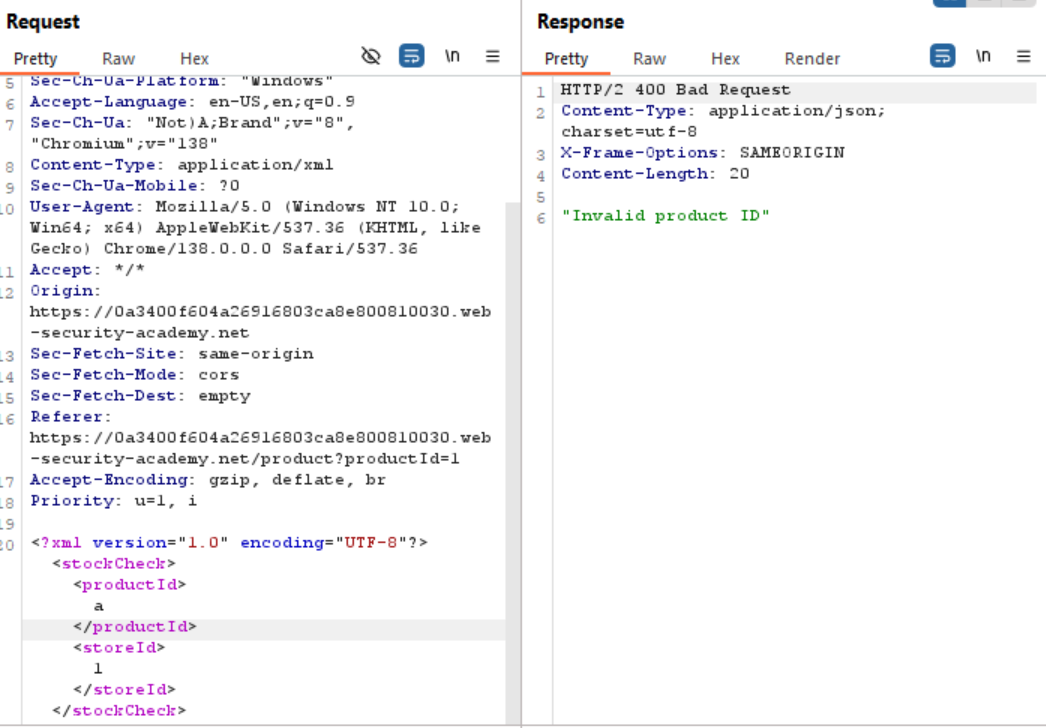 Request
Pretty Raw Hex \n
5 Sec-Ch-Ua-Platform: "Windows"
6 Accept-Language: en-US,en;q=0.9
7 Sec-Ch-Ua: "Not)A;Brand";v="8",
"Chromium";v="138"
8 Content-Type: application/xml
9 Sec-Ch-Ua-Mobile: ?0
10 User-Agent: Mozilla/5.0 (Windows NT 10.0;
Win64; x64) AppleWebKit/537.36 (KHTML, like
Gecko) Chrome/138.0.0.0 Safari/537.36
11 Accept: */*
12 Origin:
https://0a3400f604a26916803ca8e800810030.web
-security-academy.net
13 Sec-Fetch-Site: same-origin
14 Sec-Fetch-Mode: cors
15 Sec-Fetch-Dest: empty
16 Referer:
https://0a3400f604a26916803ca8e800810030.web
-security-academy.net/product?productId=1
17 Accept-Encoding: gzip, deflate, br
18 Priority: u=1, i
19
20 <?xml version="1.0" encoding="UTF-8"?>
<stockCheck>
<productId>
a
</productId>
<storeId>
1
</storeId>
</stockCheck>
Response
Pretty Raw Hex Render \n
1 HTTP/2 400 Bad Request
2 Content-Type: application/json;
charset=utf-8
3 X-Frame-Options: SAMEORIGIN
4 Content-Length: 20
5
6 "Invalid product ID"